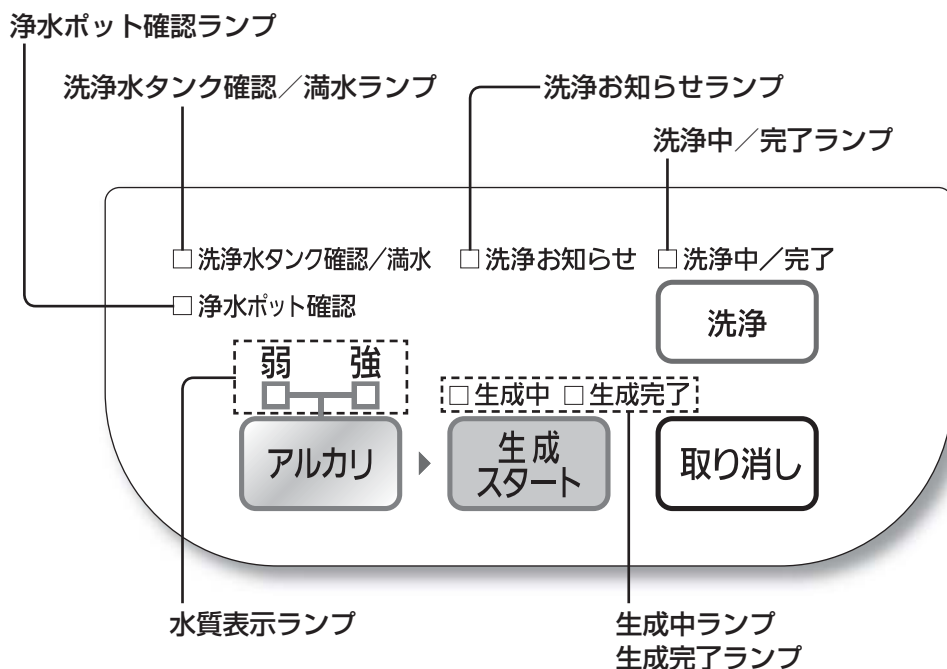 浄水ポット確認ランプ
洗浄水タンク確認／満水ランプ
洗浄お知らせランプ
洗浄中／完了ランプ
□洗浄水タンク確認/満水 □洗浄お知らせ □洗浄中／完了
□浄水ポット確認
洗浄
弱 強
□生成中 □生成完了
アルカリ
生成
スタート
取り消し
水質表示ランプ
生成中ランプ
生成完了ランプ